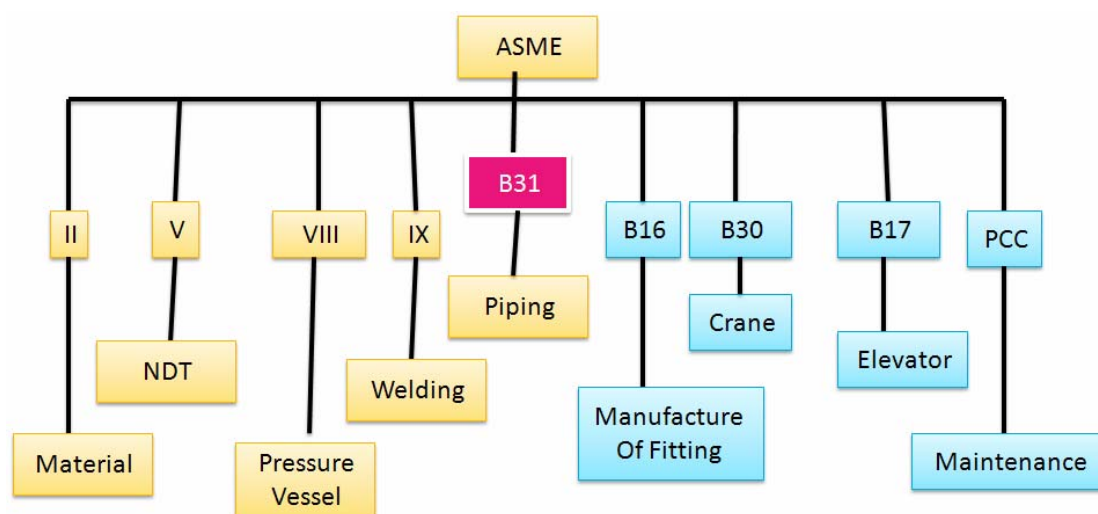 ASME
B31
II
V
VIII
IX
B16
B30
B17
PCC
Piping
Crane
NDT
Elevator
Welding
Manufacture
Of Fitting
Material
Pressure
Vessel
Maintenance